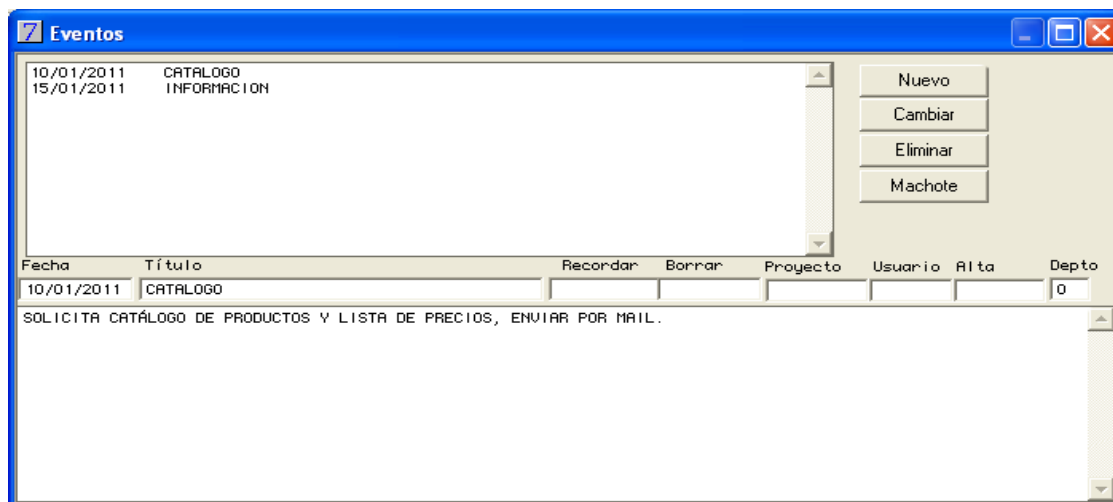 7 Eventos
10/01/2011 CATALOGO
15/01/2011 INFORMACION
Nuevo
Cambiar
Eliminar
Machote
Fecha Título Recordar Borrar Proyecto Usuario Alta Depto
10/01/2011 CATALOGO 0
SOLICITA CATÁLOGO DE PRODUCTOS Y LISTA DE PRECIOS, ENVIAR POR MAIL.